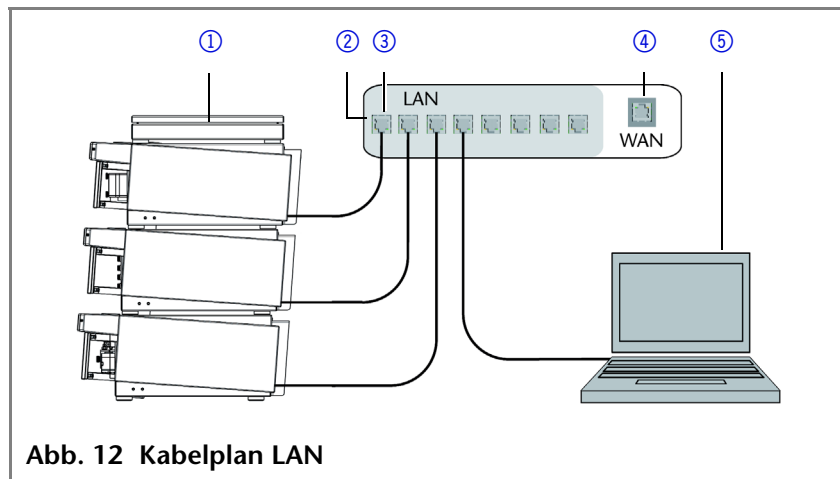 ① ② ③ ④ ⑤
LAN
WAN
Abb. 12 Kabelplan LAN